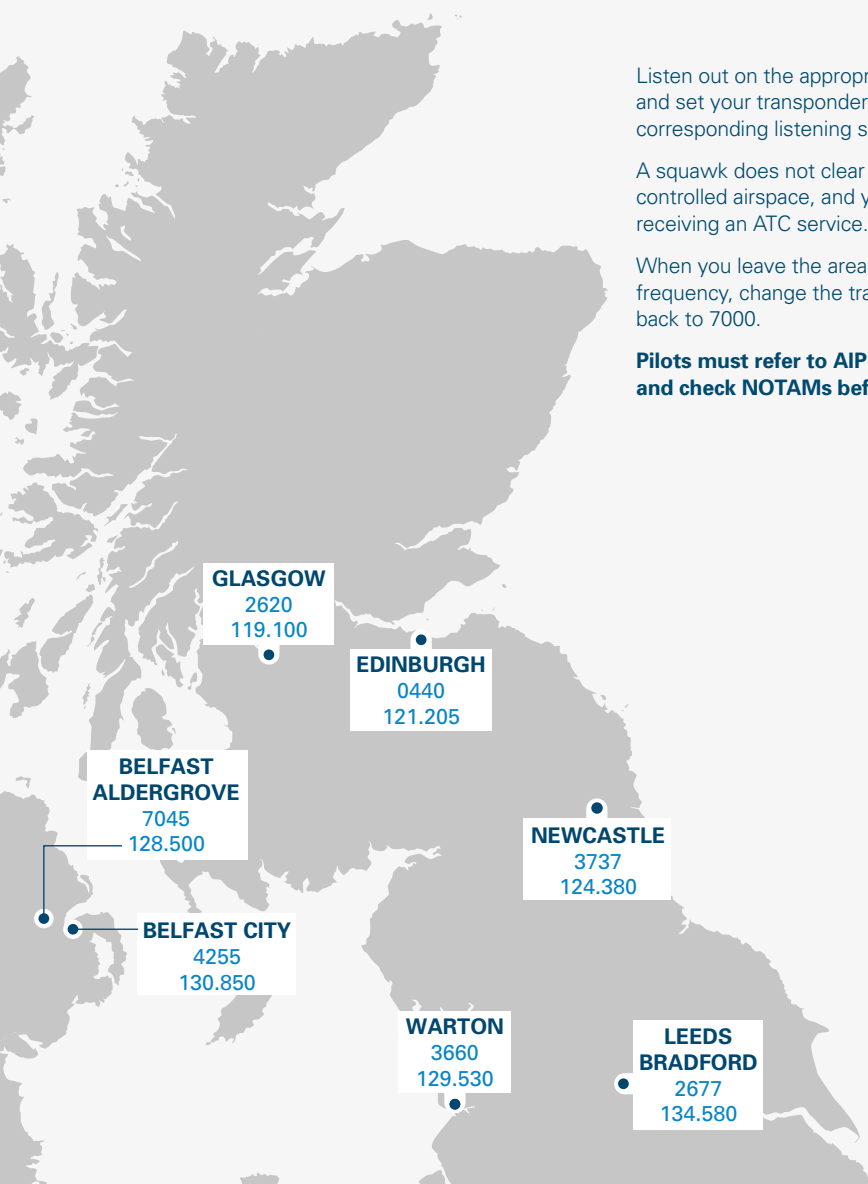 Listen out on the
and set your transponder
corresponding listening
A squawk does not clear
controlled airspace, and
receiving an ATC service.
When you leave the area
frequency, change the
back to 7000.
Pilots must refer to AIP
and check NOTAMs
GLASGOW
2620
119.100
EDINBURGH
0440
121.205
BELFAST
ALDERGROVE
7045
128.500
NEWCASTLE
3737
124.380
BELFAST CITY
4255
130.850
WARTON
3660
129.530
LEEDS
BRADFORD
2677
134.580